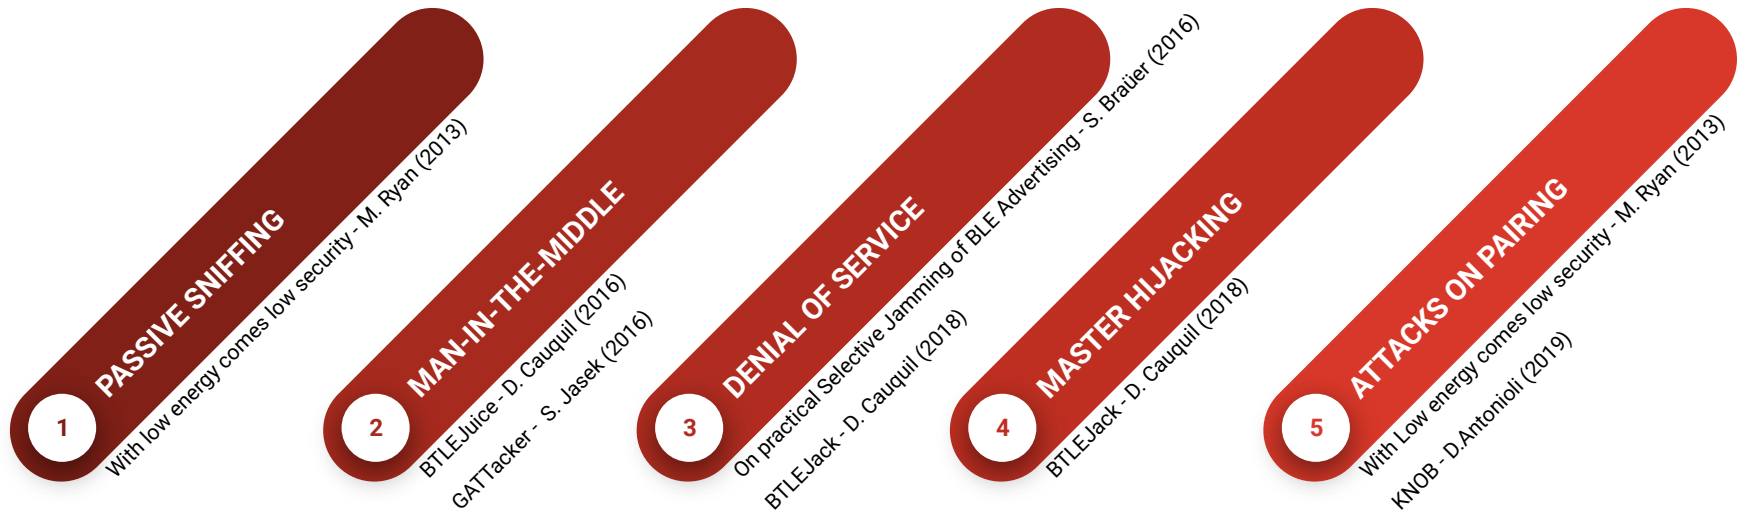 1
PASSIVE SNIFFING
With low energy comes low security - M. Ryan (2013)
2
MAN-IN-THE-MIDDLE
BTLEJuice - D. Cauquil (2016)
GATTacker - S. Jasek (2016)
3
DENIAL OF SERVICE
On practical Selective Jamming of BLE Advertising - S. Braüer (2016)
BTLEJack - D. Cauquil (2018)
4
MASTER HIJACKING
BTLEJack - D. Cauquil (2018)
5
ATTACKS ON PAIRING
With Low energy comes low security - M. Ryan (2013)
KNOB - D.Antonioli (2019)